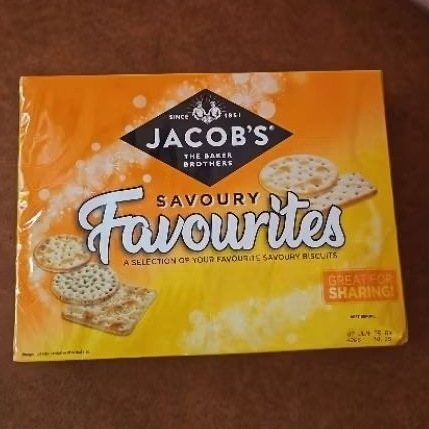 SINCE 1851
JACOB'S
THE BAKER
BROTHERS
SAVOURY
Favourites
A SELECTION OF YOUR FAVOURITE SAVOURY BISCUITS
GREAT FOR
SHARING!